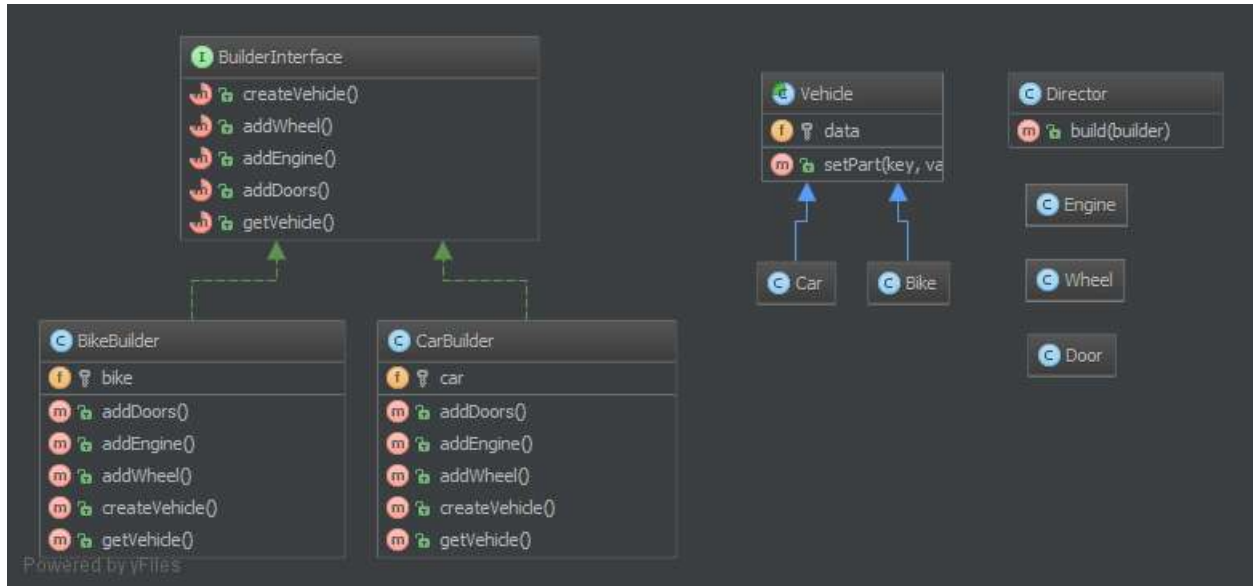 BuilderInterface
createVehicle()
addWheel()
addEngine()
addDoors()
getVehicle()
BikeBuilder
bike
addDoors()
addEngine()
addWheel()
createVehicle()
getVehicle()
CarBuilder
car
addDoors()
addEngine()
addWheel()
createVehicle()
getVehicle()
Vehicle
data
setPart(key, va
Car
Bike
Director
build(builder)
Engine
Wheel
Door
Powered by yFiles